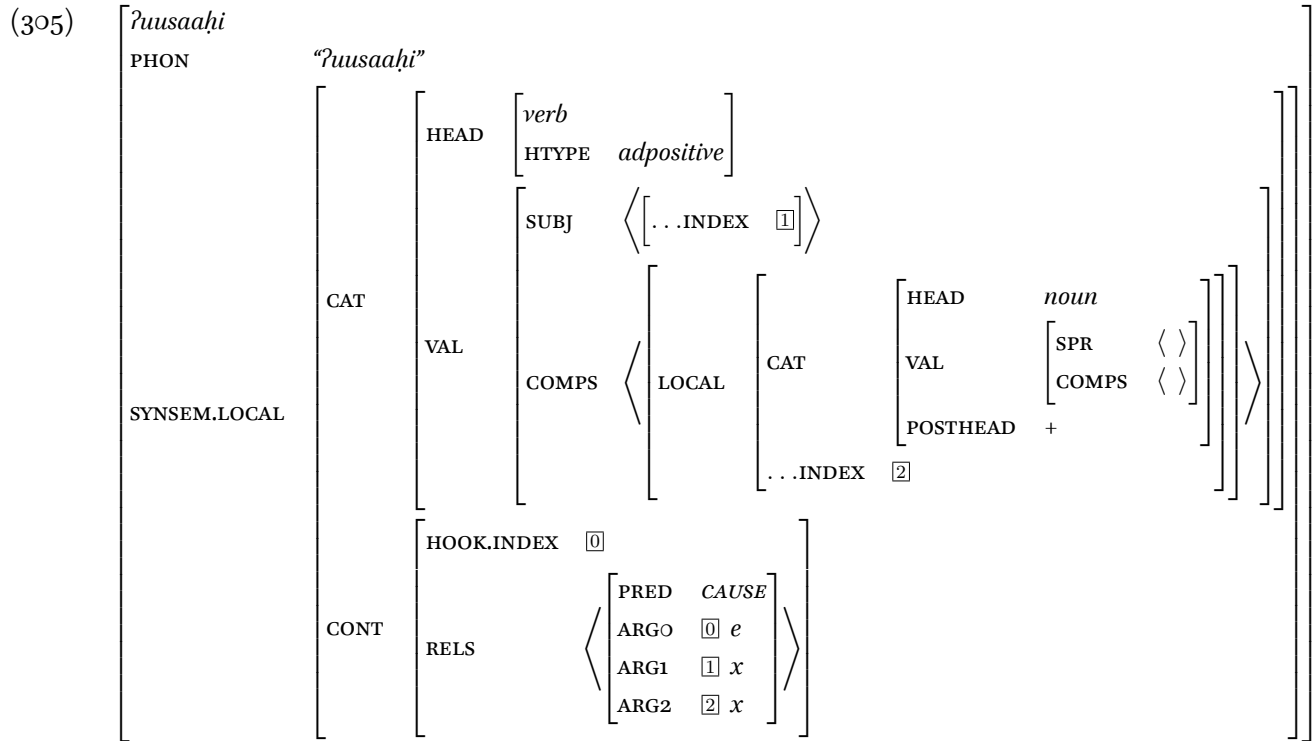 (305) ʔuusaaḥi
PHON “ʔuusaaḥi”
HEAD verb
HTYPE adpositive
SUBJ ⟨[...INDEX 1]⟩
CAT
HEAD noun
VAL
COMPS ⟨ LOCAL CAT VAL SPR ⟨ ⟩
COMPS ⟨ ⟩ ⟩
SYNSEM.LOCAL
POSTHEAD +
...INDEX 2
HOOK.INDEX 0
PRED CAUSE
CONT RELS ⟨ ARG0 0 e
ARG1 1 x ⟩
ARG2 2 x